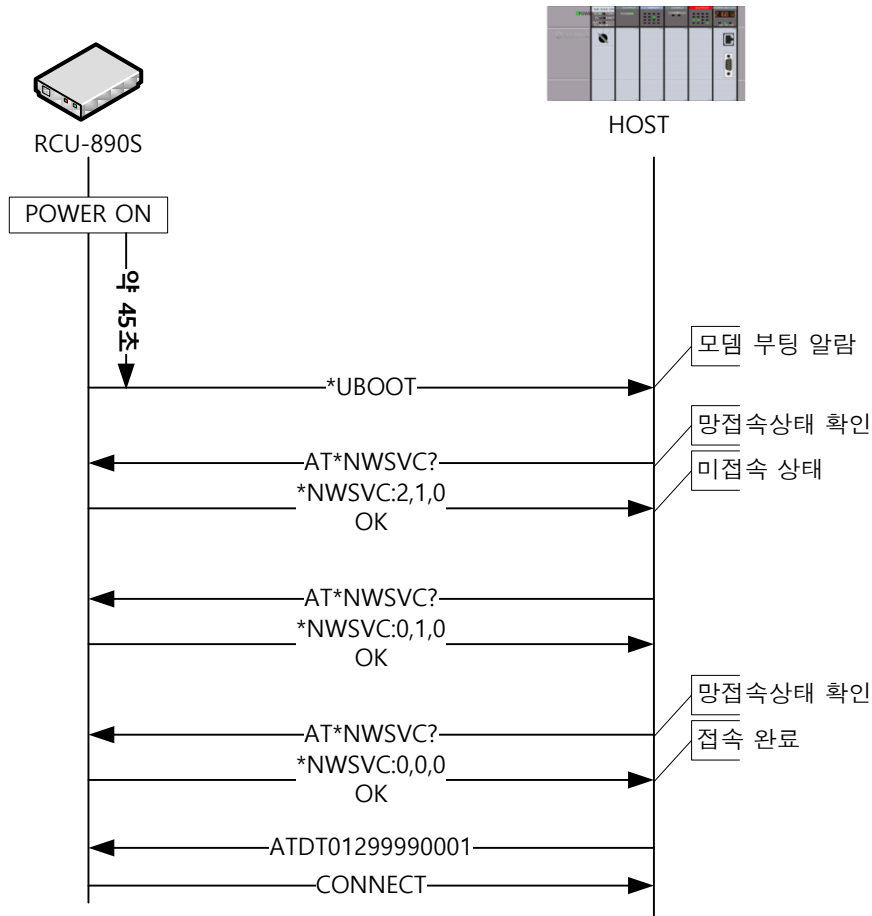 HOST
RCU-890S
POWER ON
약 45초
모뎀 부팅 알람
*UBOOT
망접속상태 확인
AT*NWSVC?
미접속 상태
*NWSVC:2,1,0
OK
AT*NWSVC?
*NWSVC:0,1,0
OK
망접속상태 확인
AT*NWSVC?
접속 완료
*NWSVC:0,0,0
OK
ATDT01299990001
CONNECT